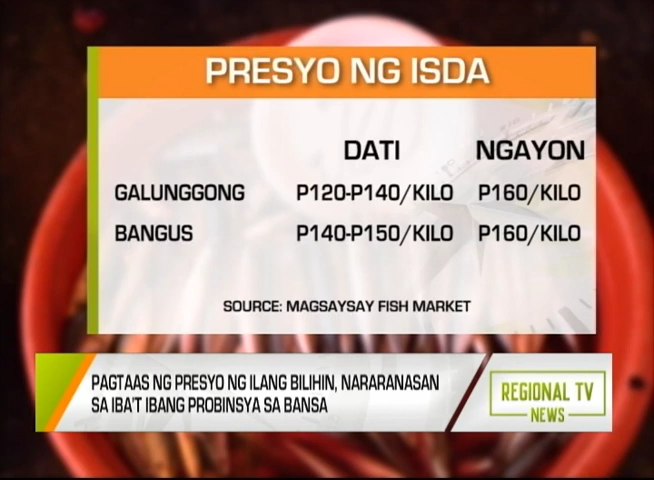 PRESYO NG ISDA
DATI NGAYON
GALUNGGONG P120-P140/KILO P160/KILO
BANGUS P140-P150/KILO P160/KILO
SOURCE: MAGSAYSAY FISH MARKET
PAGTAAS NG PRESYO NG ILANG BILIHIN, NARARANASAN
SA IBA'T IBANG PROBINSYA SA BANSA
REGIONAL TV
NEWS